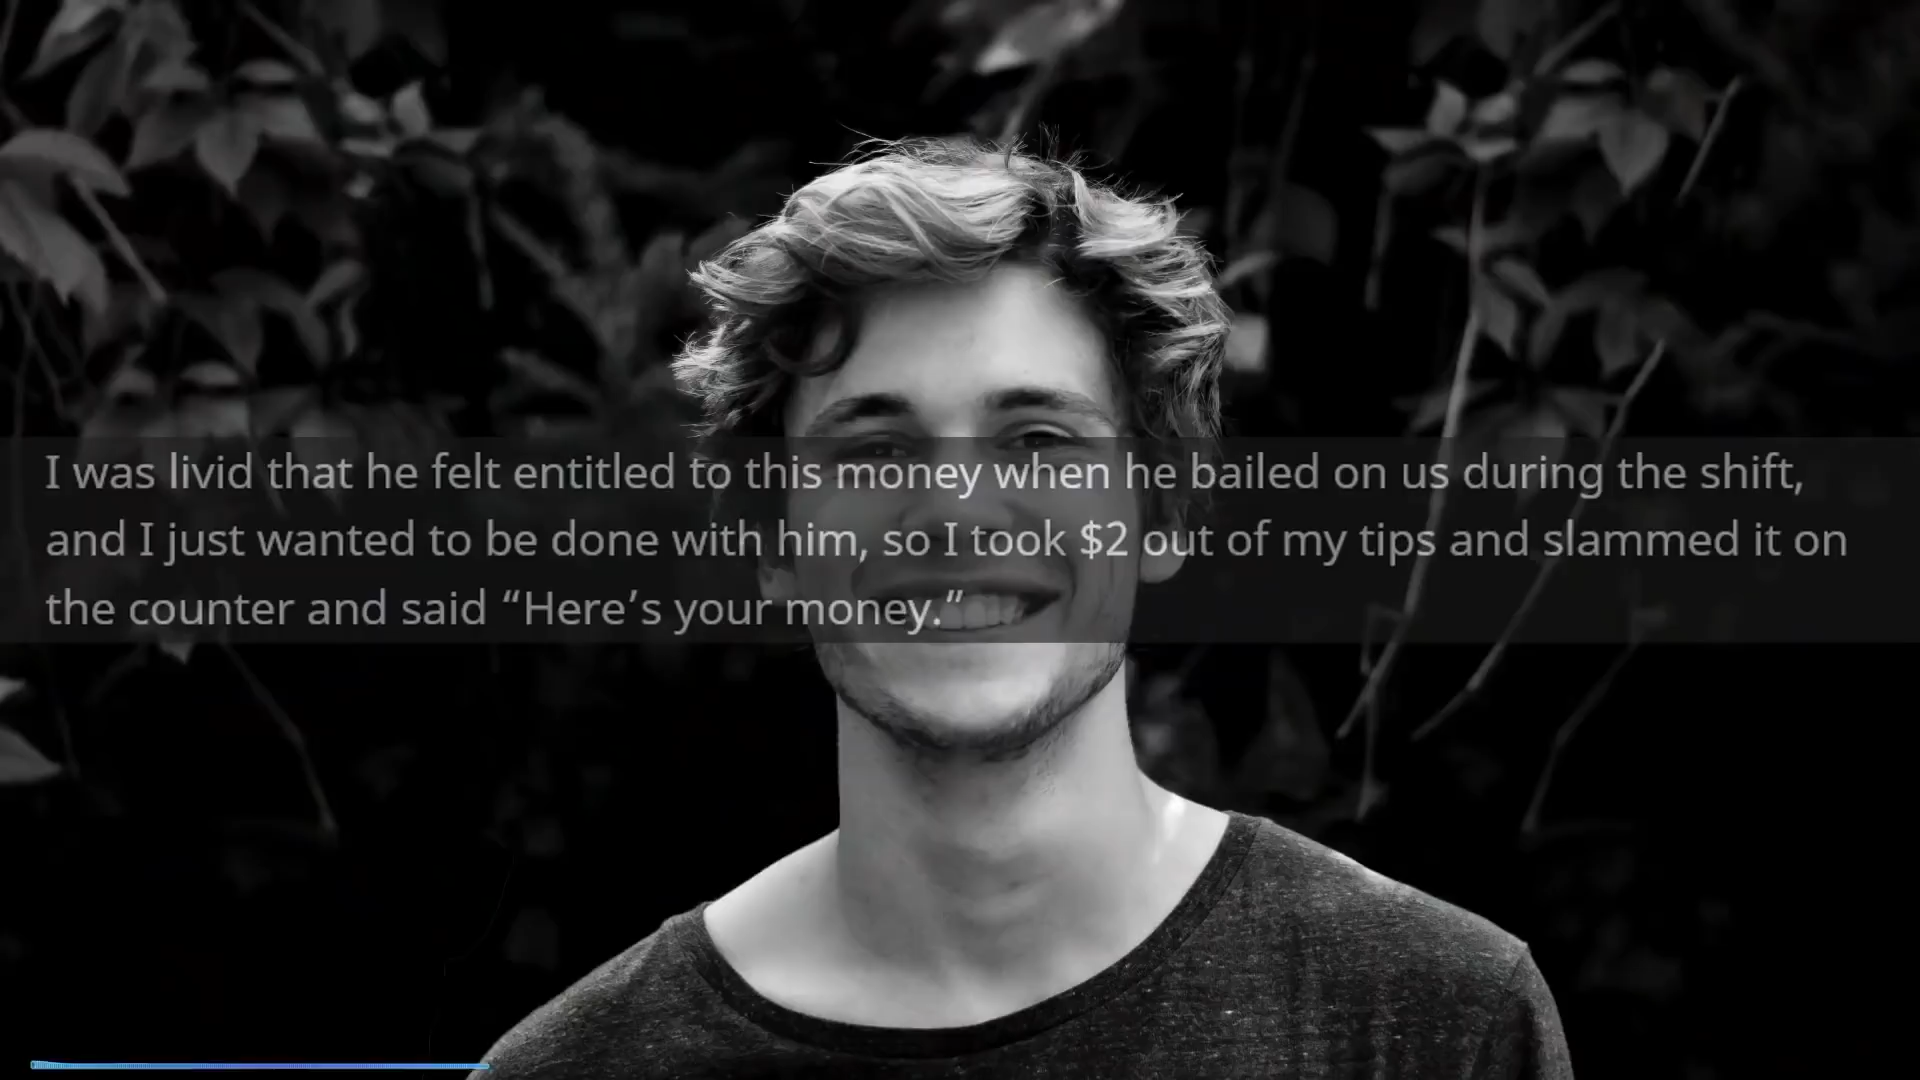 I was livid that he felt entitled to this money when he bailed on us during the shift,
and I just wanted to be done with him, so I took $2 out of my tips and slammed it on
the counter and said “Here’s your money.”